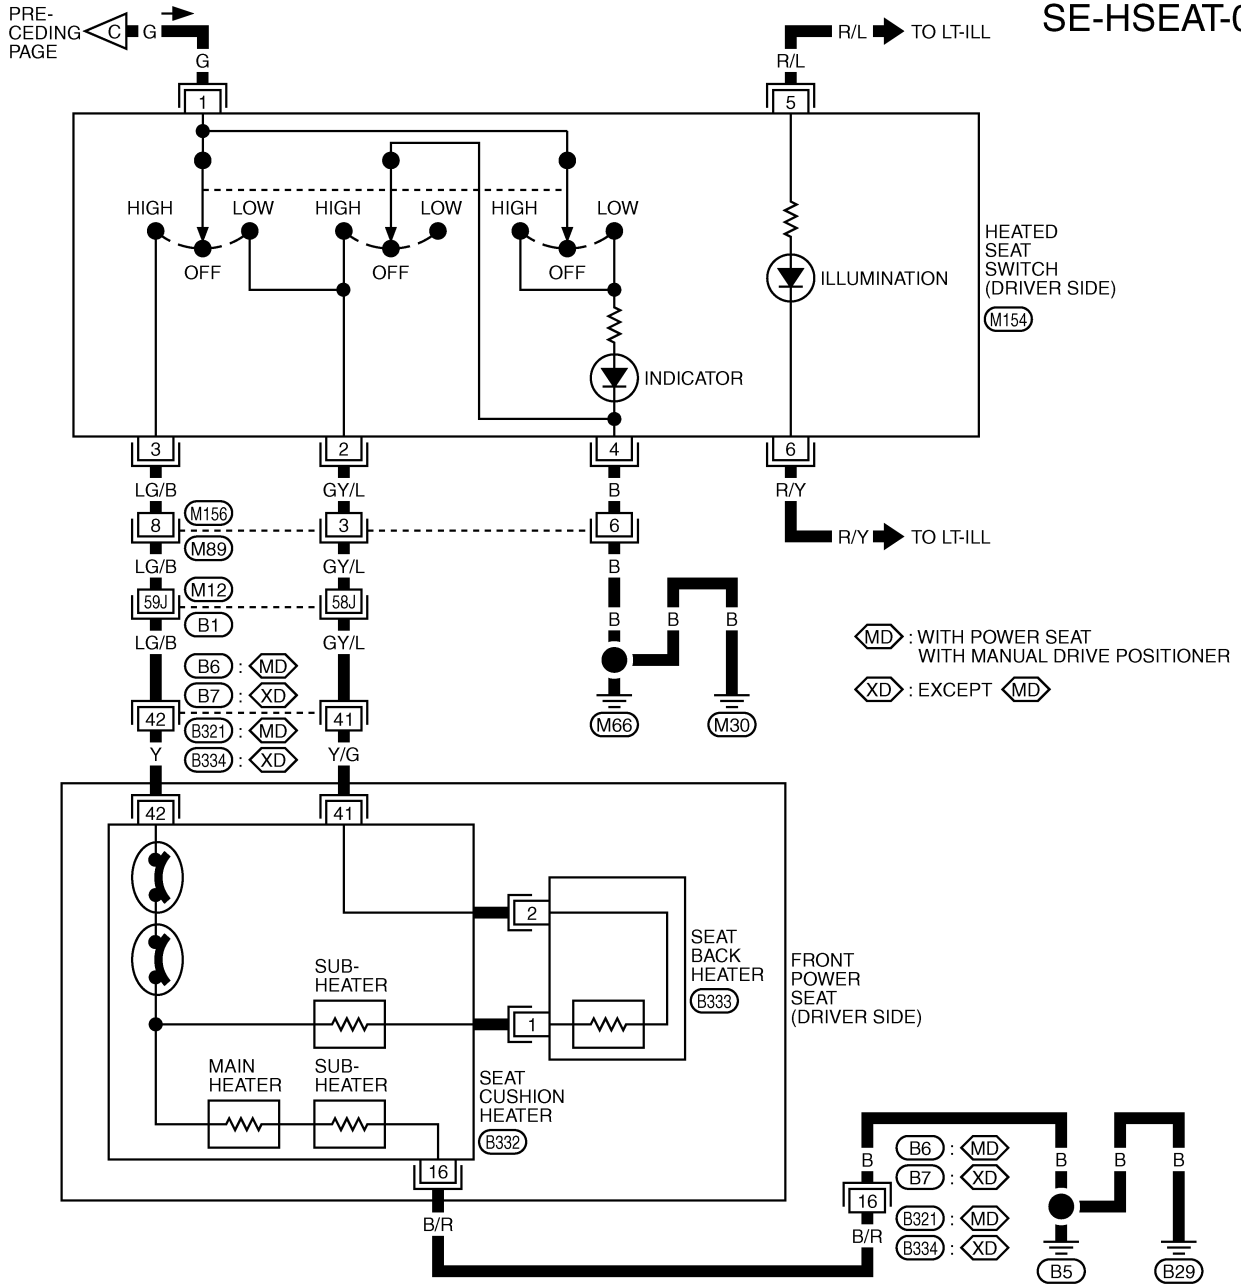 SE-HSEAT-0
PRE-
CEDING
PAGE
C
G
G
1
R/L
TO LT-ILL
R/L
5
HIGH
LOW
OFF
HIGH
LOW
OFF
HIGH
LOW
OFF
ILLUMINATION
INDICATOR
HEATED
SEAT
SWITCH
(DRIVER SIDE)
M154
3
2
4
6
LG/B
GY/L
B
R/Y
8
M156
M89
3
6
R/Y
TO LT-ILL
LG/B
GY/L
B
59J
M12
B1
58J
LG/B
GY/L
B
B
B
MD : WITH POWER SEAT
WITH MANUAL DRIVE POSITIONER
XD : EXCEPT MD
B6 : MD
B7 : XD
42
41
B321 : MD
B334 : XD
M66
M30
Y
Y/G
42
41
2
SEAT
BACK
HEATER
B333
SUB-
HEATER
1
FRONT
POWER
SEAT
(DRIVER SIDE)
MAIN
HEATER
SUB-
HEATER
SEAT
CUSHION
HEATER
B332
16
B/R
B
B6 : MD
B7 : XD
16
B321 : MD
B334 : XD
B/R
B
B
B
B5
B29